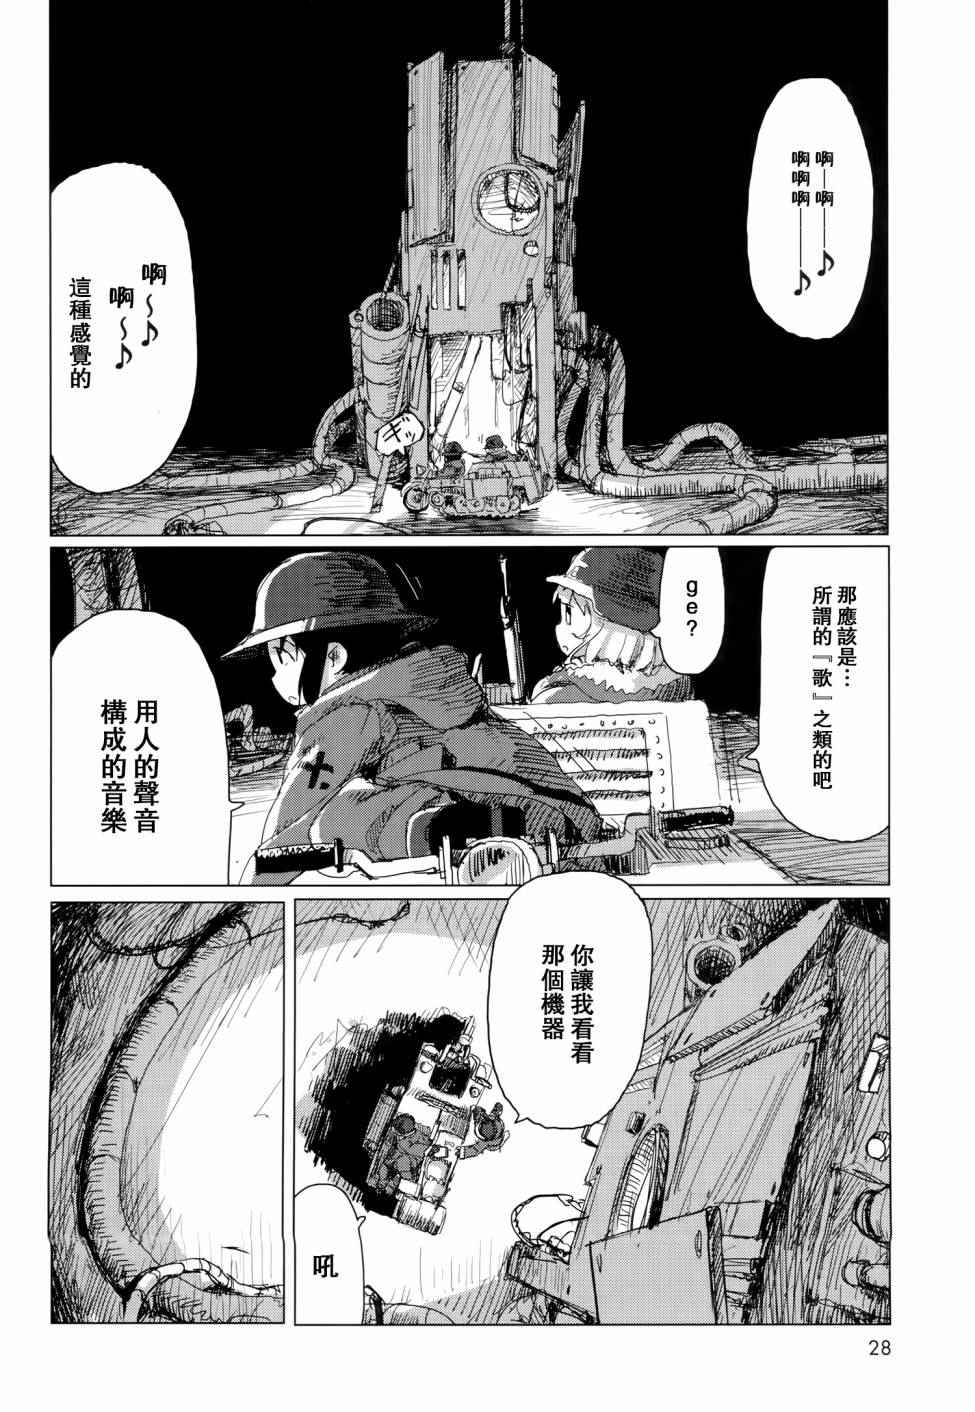 啊—啊——♪
啊啊啊——♪
啊～♪
啊～♪
這種感覺的
ギッ
那應該是…
所謂的『歌』之類的吧
ge?
用人的聲音
構成的音樂
你讓我看看
那個機器
吼
28